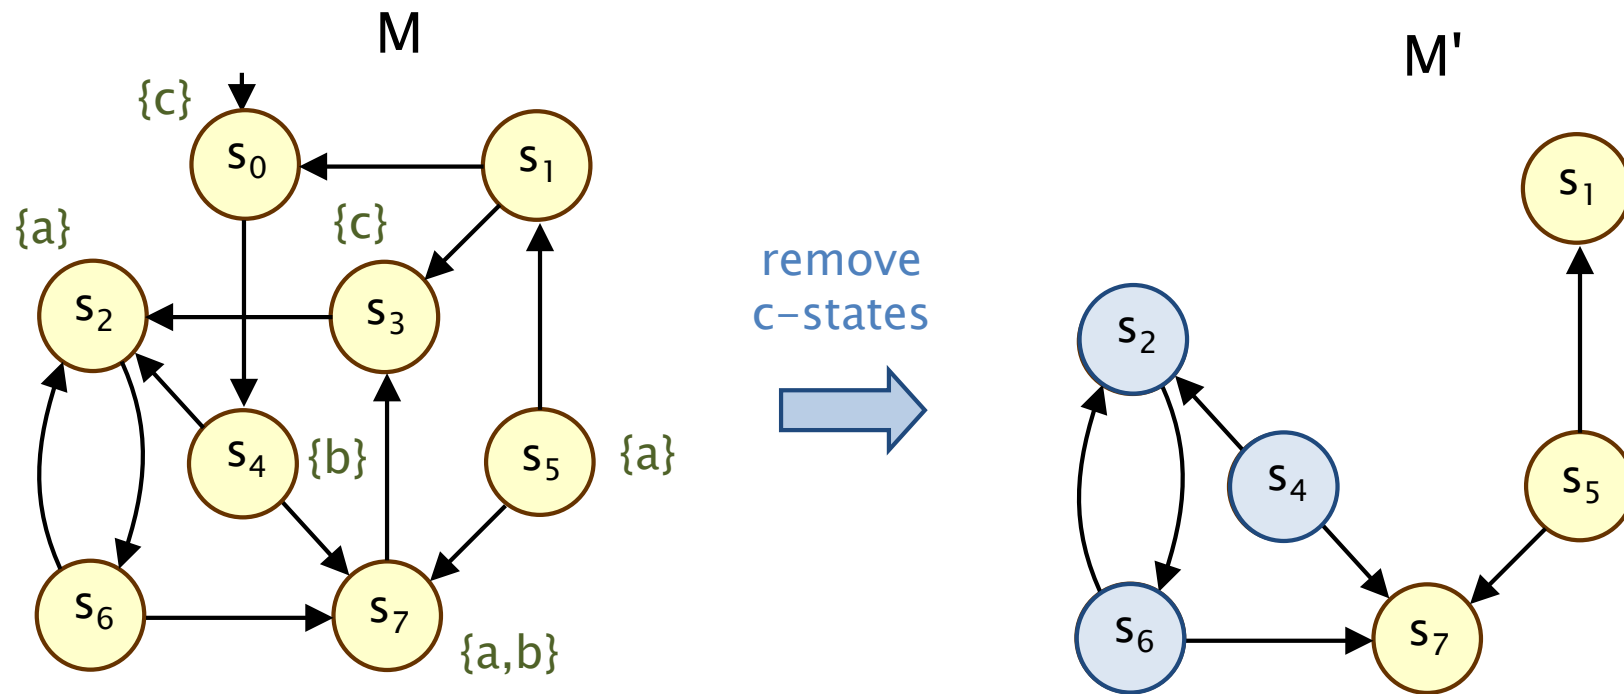 M
M'
{c}
s0
s1
{a}
{c}
s2
s3
s4
{b}
s5
{a}
s6
s7
{a,b}
remove
c-states
s1
s2
s4
s5
s6
s7